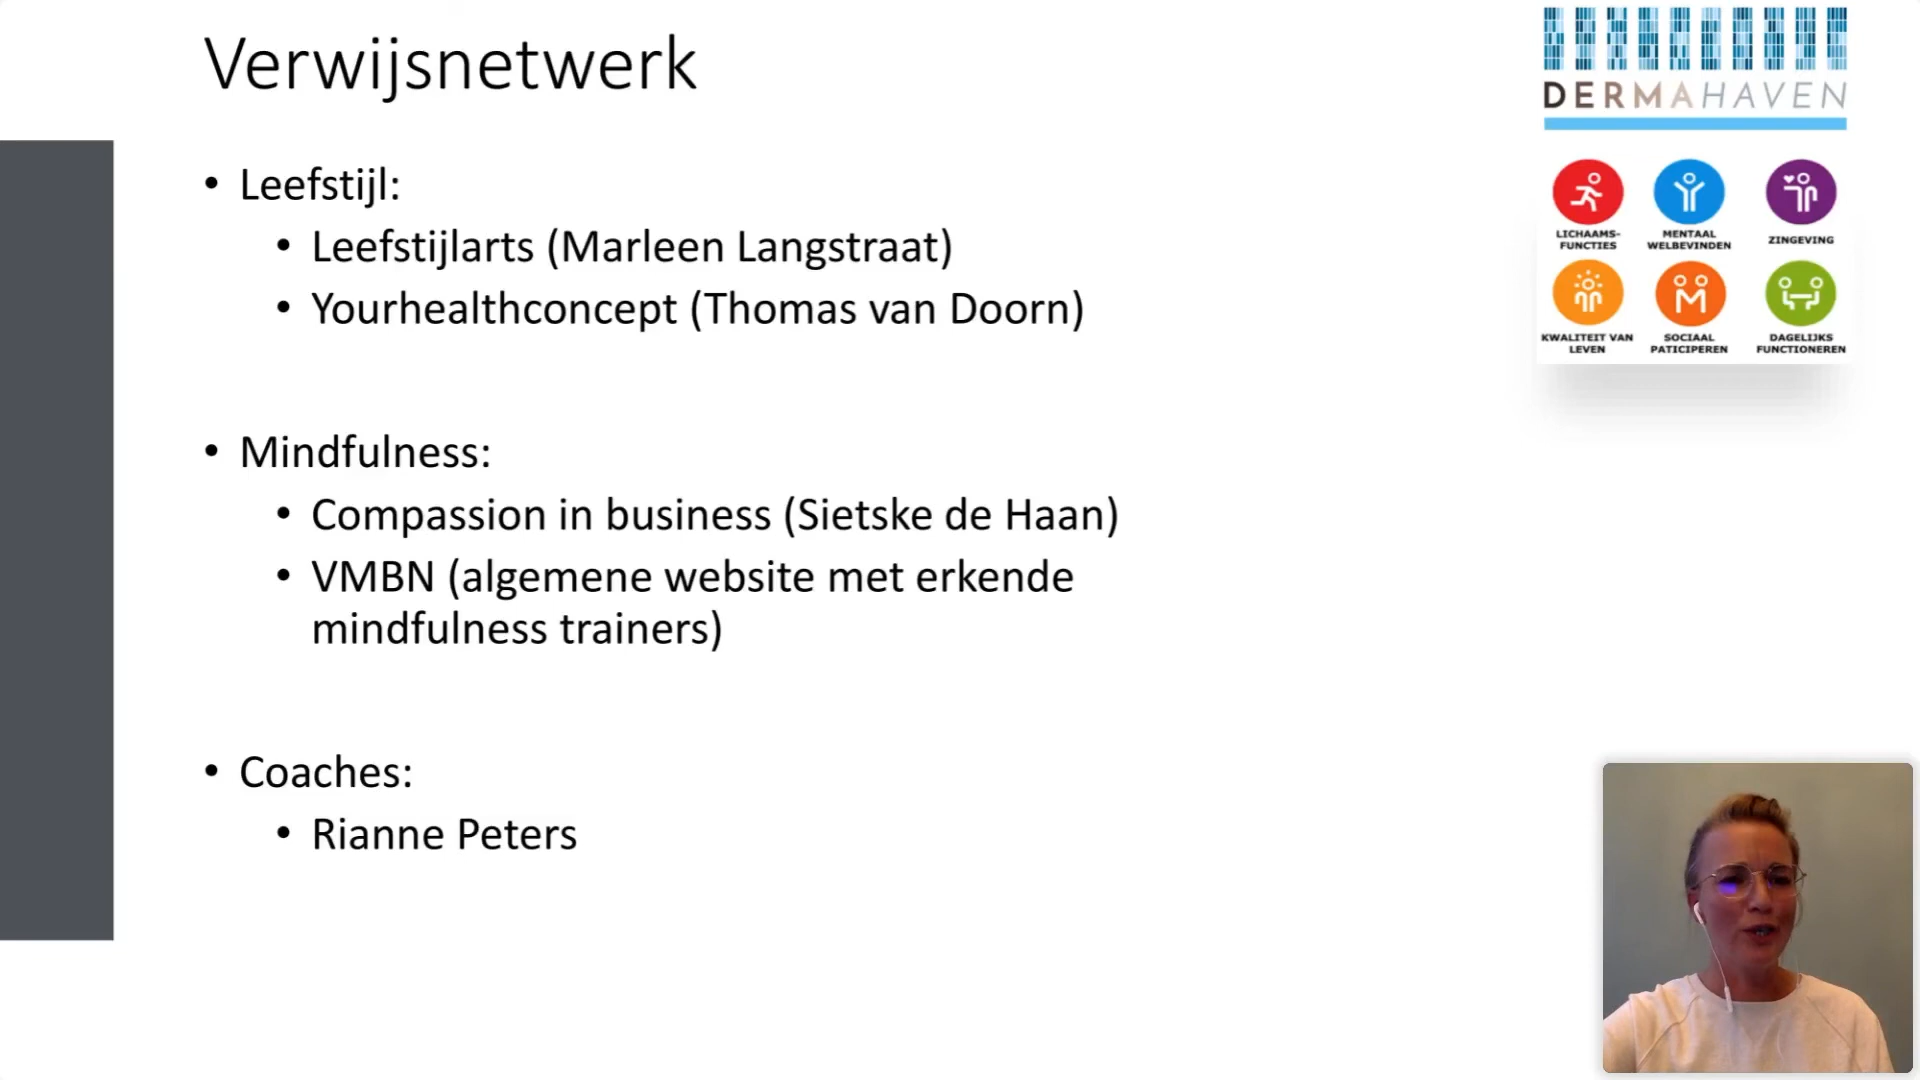 Verwijsnetwerk
DERMAHAVEN
• Leefstijl:
• Leefstijlarts (Marleen Langstraat)
• Yourhealthconcept (Thomas van Doorn)
LICHAAMS-
FUNCTIES
MENTAAL
WELBEVINDEN
ZINGEVING
KWALITEIT VAN
LEVEN
SOCIAAL
PATICIPEREN
DAGELIJKS
FUNCTIONEREN
• Mindfulness:
• Compassion in business (Sietske de Haan)
• VMBN (algemene website met erkende
mindfulness trainers)
• Coaches:
• Rianne Peters